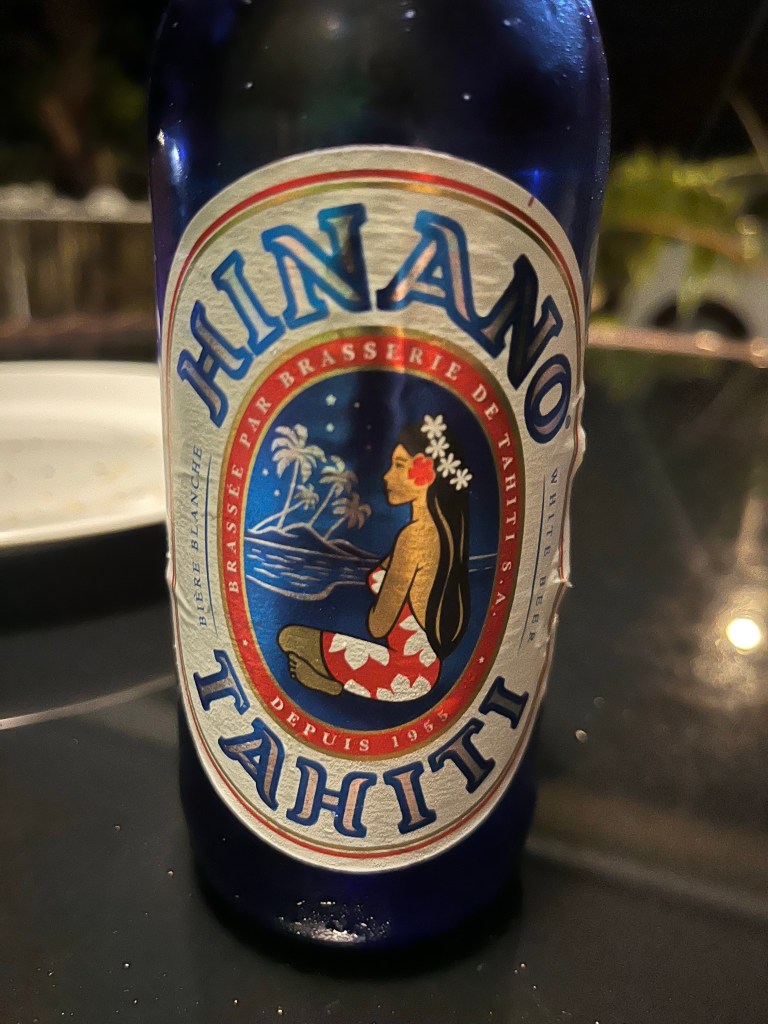 HINANO
BRASSÉE PAR BRASSERIE DE TAHITI S.A.
BIÈRE BLANCHE
WHITE BEER
DEPUIS 1955
TAHITI